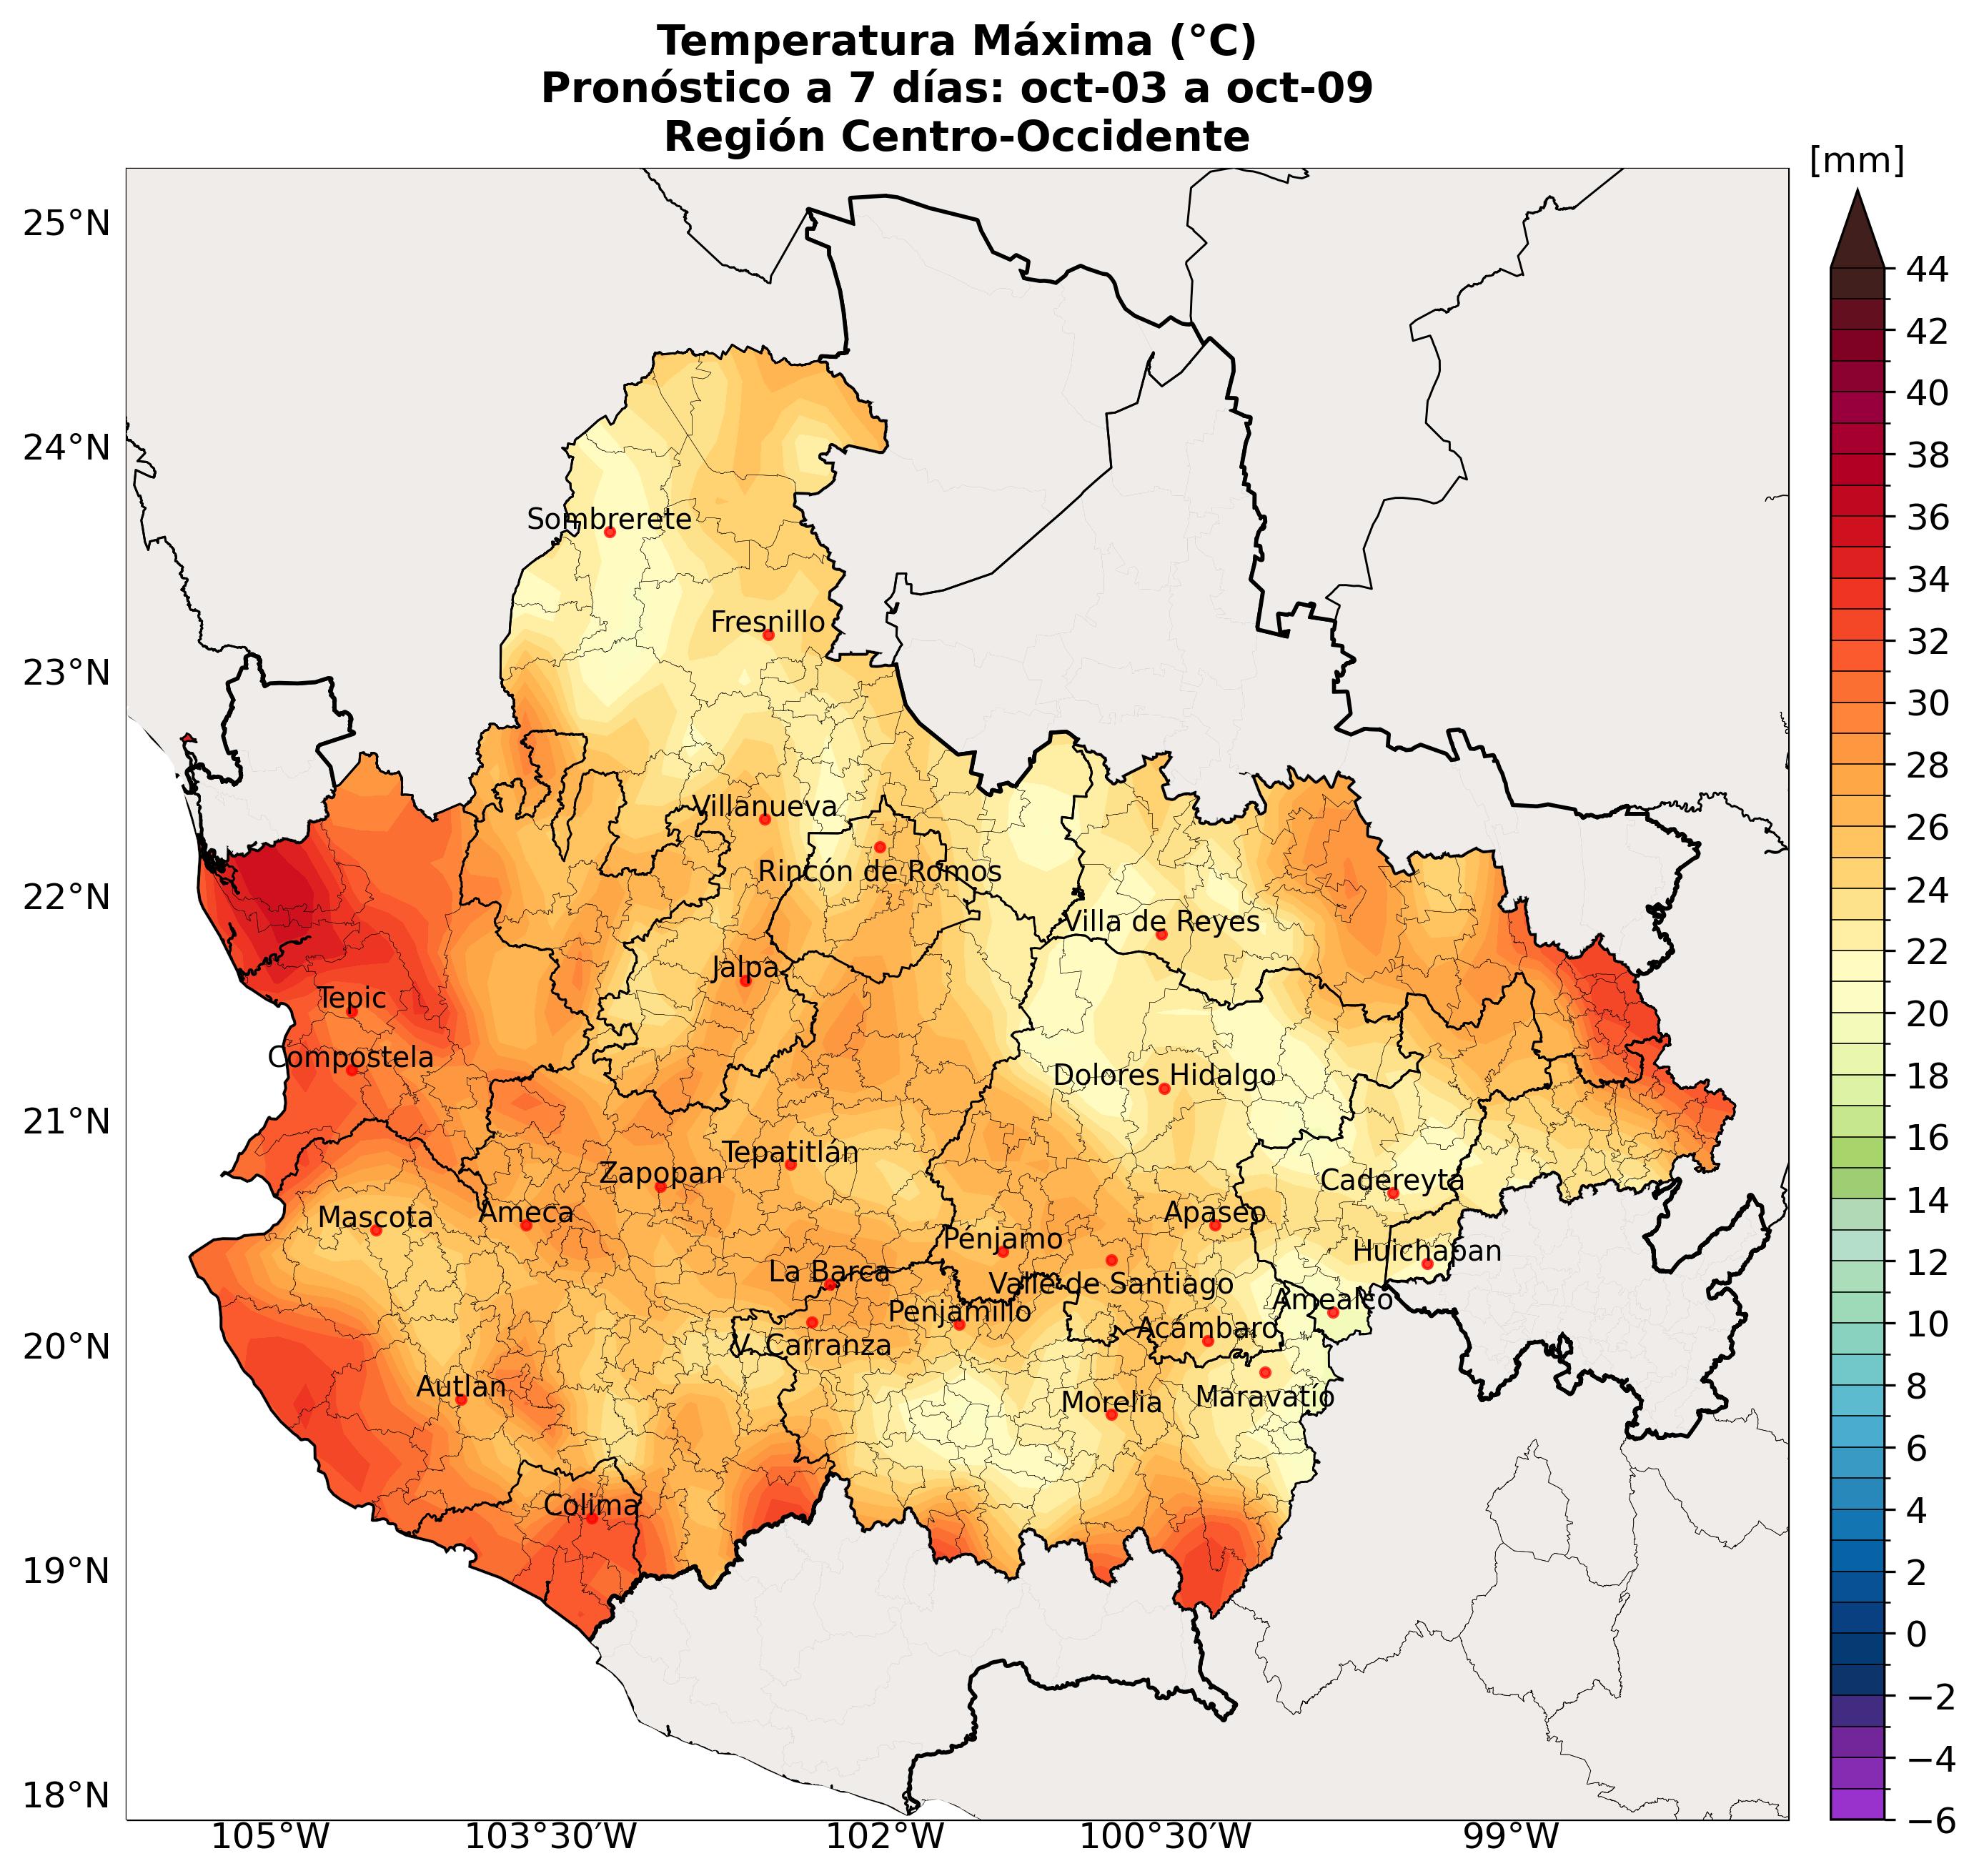 Temperatura Máxima (°C)
Pronóstico a 7 días: oct-03 a oct-09
Región Centro-Occidente
[mm]
25°N
24°N
23°N
22°N
21°N
20°N
19°N
18°N
105°W
103°30′W
102°W
100°30′W
99°W
Sombrerete
Fresnillo
Villanueva
Rincón de Romos
Villa de Reyes
Jalpa
Tepic
Compostela
Dolores Hidalgo
Tepatitlán
Zapopan
Cadereyta
Mascota
Ameca
Apaseo
Pénjamo
Huichapan
La Barca
Valle de Santiago
Penjamillo
Amealco
V. Carranza
Acámbaro
Autlan
Morelia
Maravatío
Colima
44
42
40
38
36
34
32
30
28
26
24
22
20
18
16
14
12
10
8
6
4
2
0
−2
−4
−6